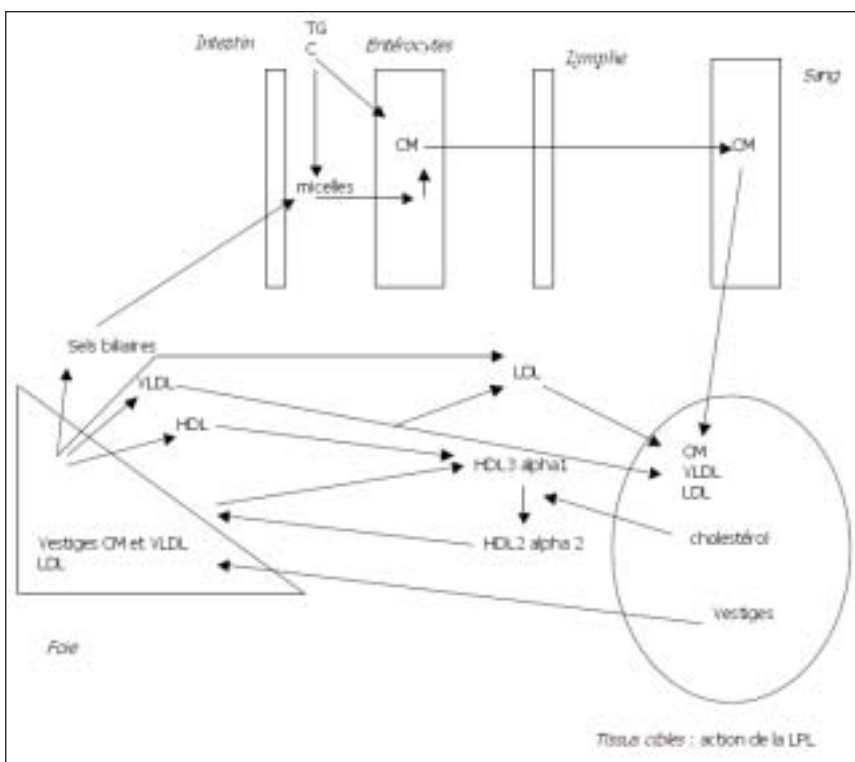 Intestin
TG
C
Entérocytes
Lymphe
Sang
CM
CM
micelles
Sels biliaires
VLDL
HDL
LDL
HDL3 alpha1
HDL2 alpha 2
CM
VLDL
LDL
cholestérol
Vestiges
Vestiges CM et VLDL
LDL
Foie
Tissus cibles : action de la LPL